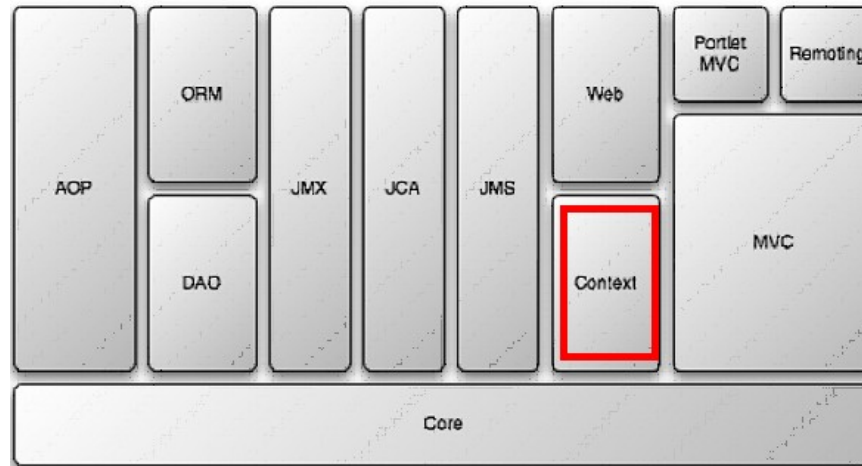 Portlet
MVC
Remoting
ORM
Web
AOP
JMX
JCA
JMS
MVC
DAO
Context
Core